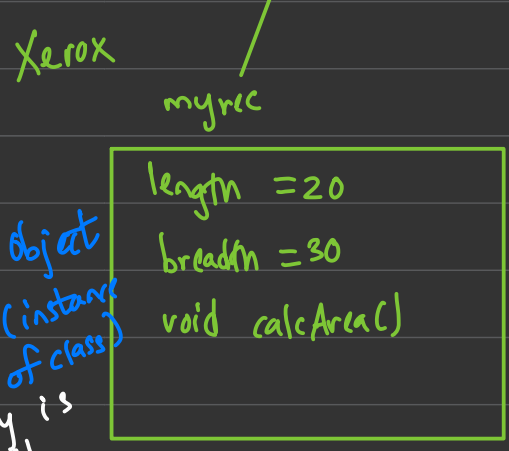 Xerox
myrec
length = 20
breadth = 30
void calcArea()
object
(instance
of class)
is